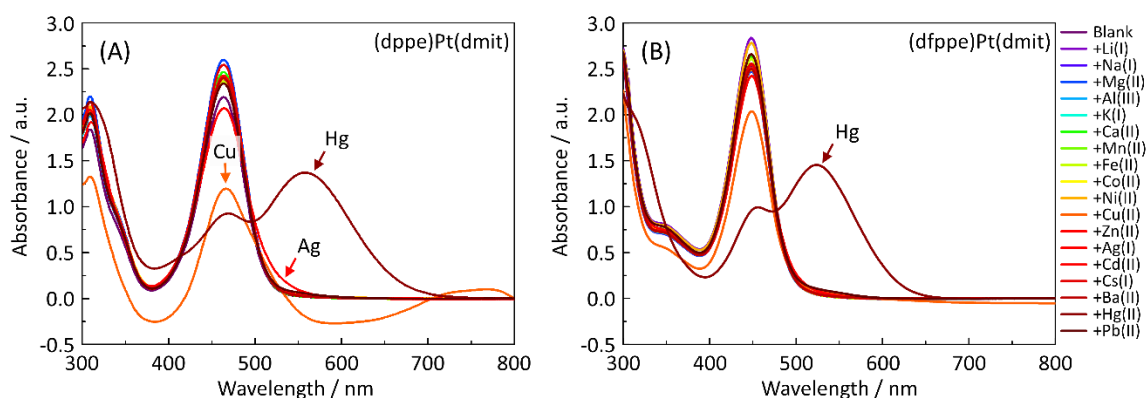 (A)
(dppe)Pt(dmit)
Hg
Cu
Ag
3.0
2.5
2.0
1.5
1.0
0.5
0.0
-0.5
Absorbance / a.u.
300
400
500
600
700
800
Wavelength / nm
(B)
(dfppe)Pt(dmit)
Hg
3.0
2.5
2.0
1.5
1.0
0.5
0.0
-0.5
Absorbance / a.u.
300
400
500
600
700
800
Wavelength / nm
Blank
+Li(I)
+Na(I)
+Mg(II)
+Al(III)
+K(I)
+Ca(II)
+Mn(II)
+Fe(II)
+Co(II)
+Ni(II)
+Cu(II)
+Zn(II)
+Ag(I)
+Cd(II)
+Cs(I)
+Ba(II)
+Hg(II)
+Pb(II)